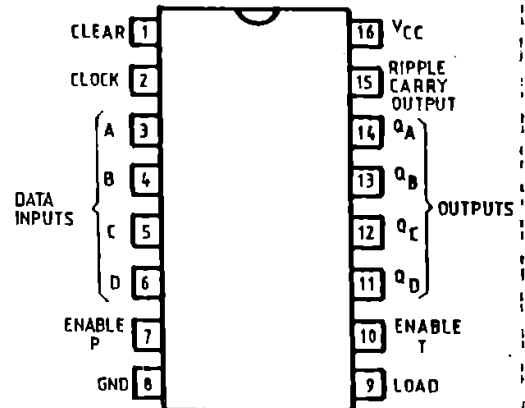 CLEAR 1
CLOCK 2
A 3
B 4
DATA
INPUTS
C 5
D 6
ENABLE
P 7
GND 8
16 VCC
15 RIPPLE
CARRY
OUTPUT
14 QA
13 QB
OUTPUTS
12 QC
11 QD
10 ENABLE
T
9 LOAD